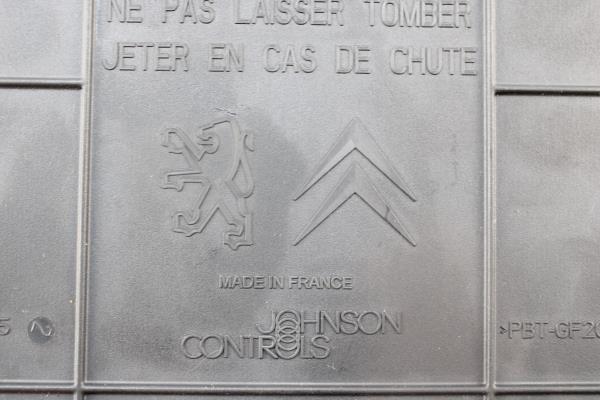 NE PAS LAISSER TOMBER
JETER EN CAS DE CHUTE
MADE IN FRANCE
JOHNSON
CONTROLS
>PBT-GF20